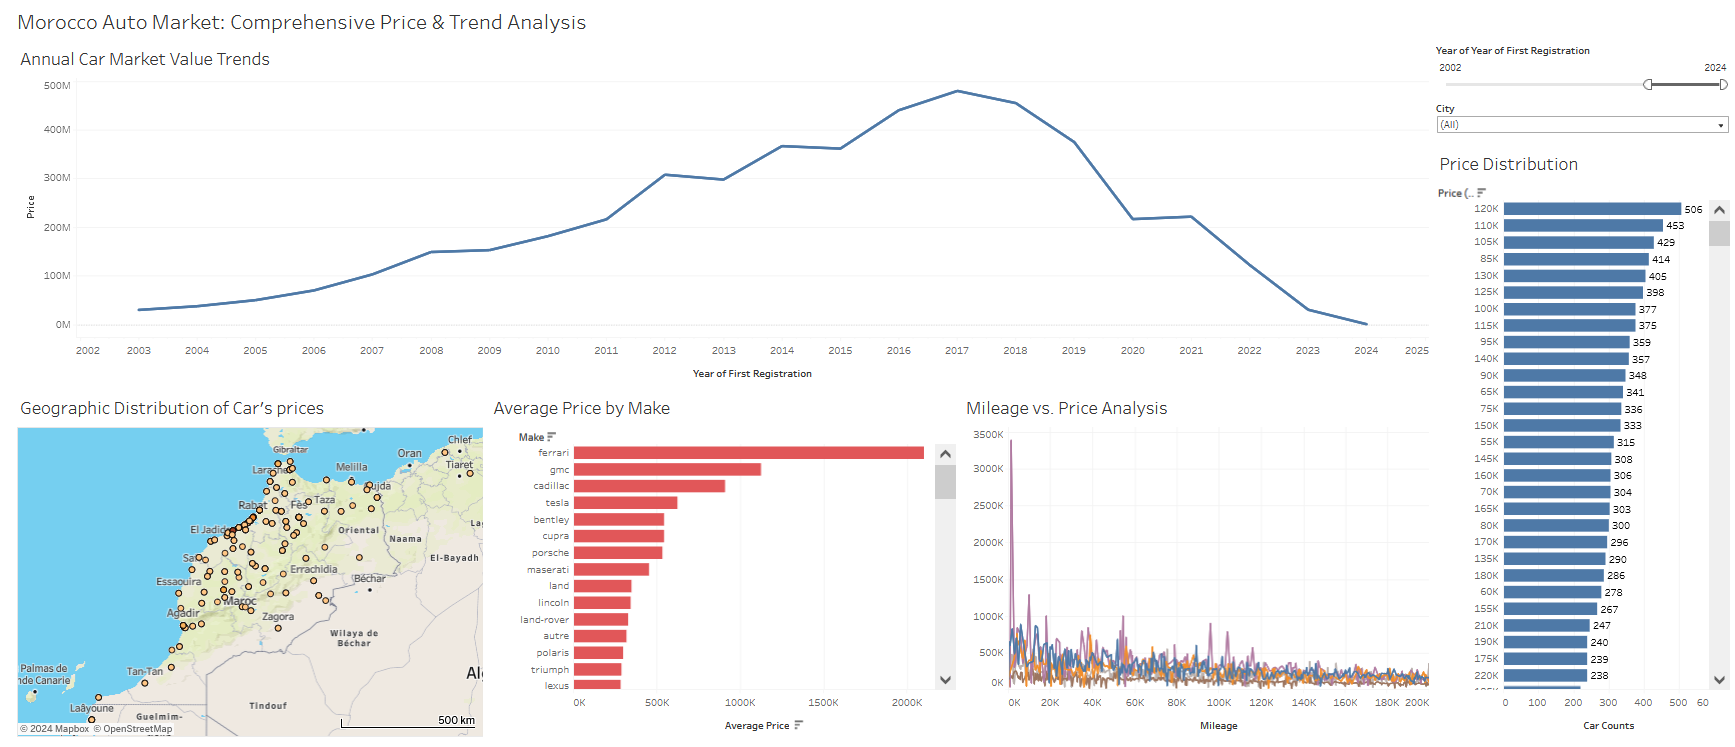 Morocco Auto Market: Comprehensive Price & Trend Analysis
Annual Car Market Value Trends
Price
500M
400M
300M
200M
100M
0M
2002 2003 2004 2005 2006 2007 2008 2009 2010 2011 2012 2013 2014 2015 2016 2017 2018 2019 2020 2021 2022 2023 2024 2025
Year of First Registration
Year of Year of First Registration
2002 2024
City
(All)
Price Distribution
Price (..
120K 506
110K 453
105K 429
85K 414
130K 405
125K 398
100K 377
115K 375
95K 359
140K 357
90K 348
65K 341
75K 336
150K 333
55K 315
145K 308
160K 306
70K 304
165K 303
80K 300
170K 296
135K 290
180K 286
60K 278
155K 267
210K 247
190K 240
175K 239
220K 238
0 100 200 300 400 500 60
Car Counts
Geographic Distribution of Car's prices
Gibraltar
Chlef
Oran
Tiaret
Melilla
Taza
Rabat
Fès
El Jadid
Oriental
Naama
El-Bayadh
Errachidia
Béchar
Essaouira
Maroc
Agadir
Zagora
Wilaya de
Béchar
Palmas de
nde Canarie
Tan-Tan
Al
Laâyoune
Tindouf
Guelmim-
500 km
© 2024 Mapbox © OpenStreetMap
Average Price by Make
Make
ferrari
gmc
cadillac
tesla
bentley
cupra
porsche
maserati
land
lincoln
land-rover
autre
polaris
triumph
lexus
0K 500K 1000K 1500K 2000K
Average Price
Mileage vs. Price Analysis
3500K
3000K
2500K
2000K
1500K
1000K
500K
0K
0K 20K 40K 60K 80K 100K 120K 140K 160K 180K 200K
Mileage